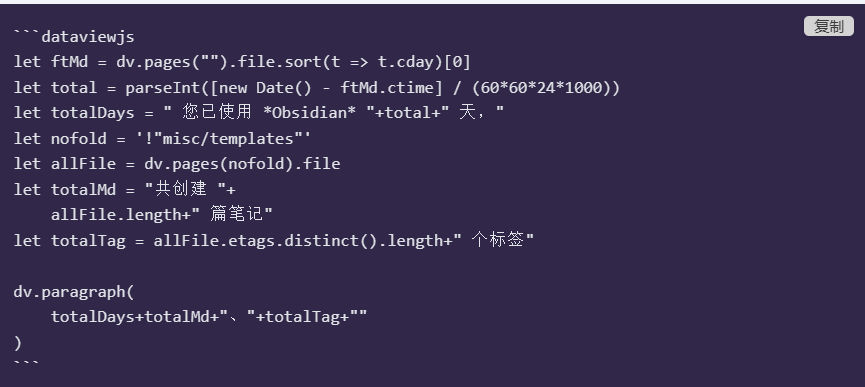 复制
```dataviewjs
let ftMd = dv.pages("").file.sort(t => t.cday)[0]
let total = parseInt([new Date() - ftMd.ctime] / (60*60*24*1000))
let totalDays = " 您已使用 *Obsidian* "+total+" 天，"
let nofold = '!"misc/templates"'
let allFile = dv.pages(nofold).file
let totalMd = "共创建 "+
    allFile.length+" 篇笔记"
let totalTag = allFile.etags.distinct().length+" 个标签"

dv.paragraph(
    totalDays+totalMd+"、"+totalTag+""
)
```